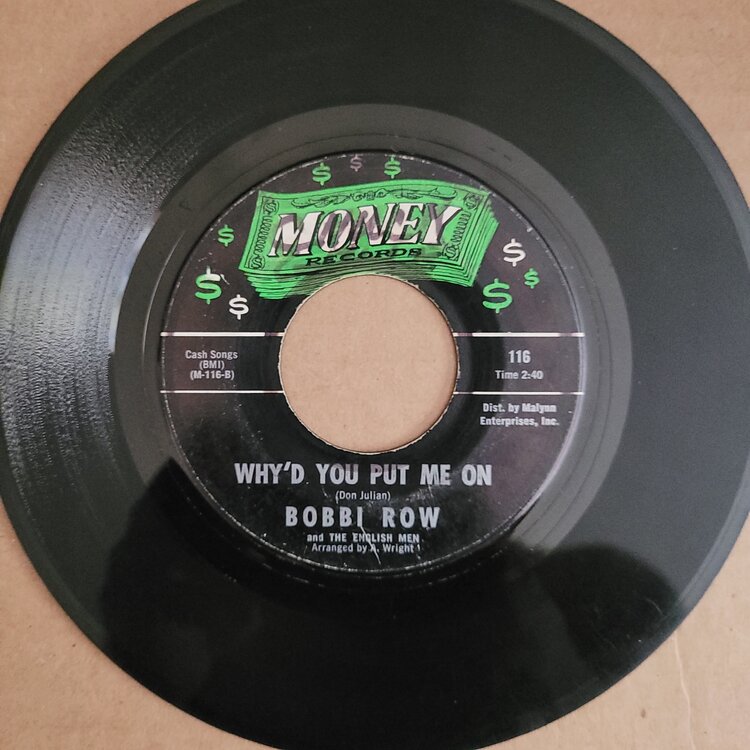 $ $ $
MONEY
RECORDS
$ $
$ $
$ $
Cash Songs
(BMI)
(M-116-B)
116
Time 2:40
Dist. by Malynn
Enterprises, Inc.
WHY'D YOU PUT ME ON
(Don Julian)
BOBBI ROW
and THE ENGLISH MEN
Arranged by A. Wright